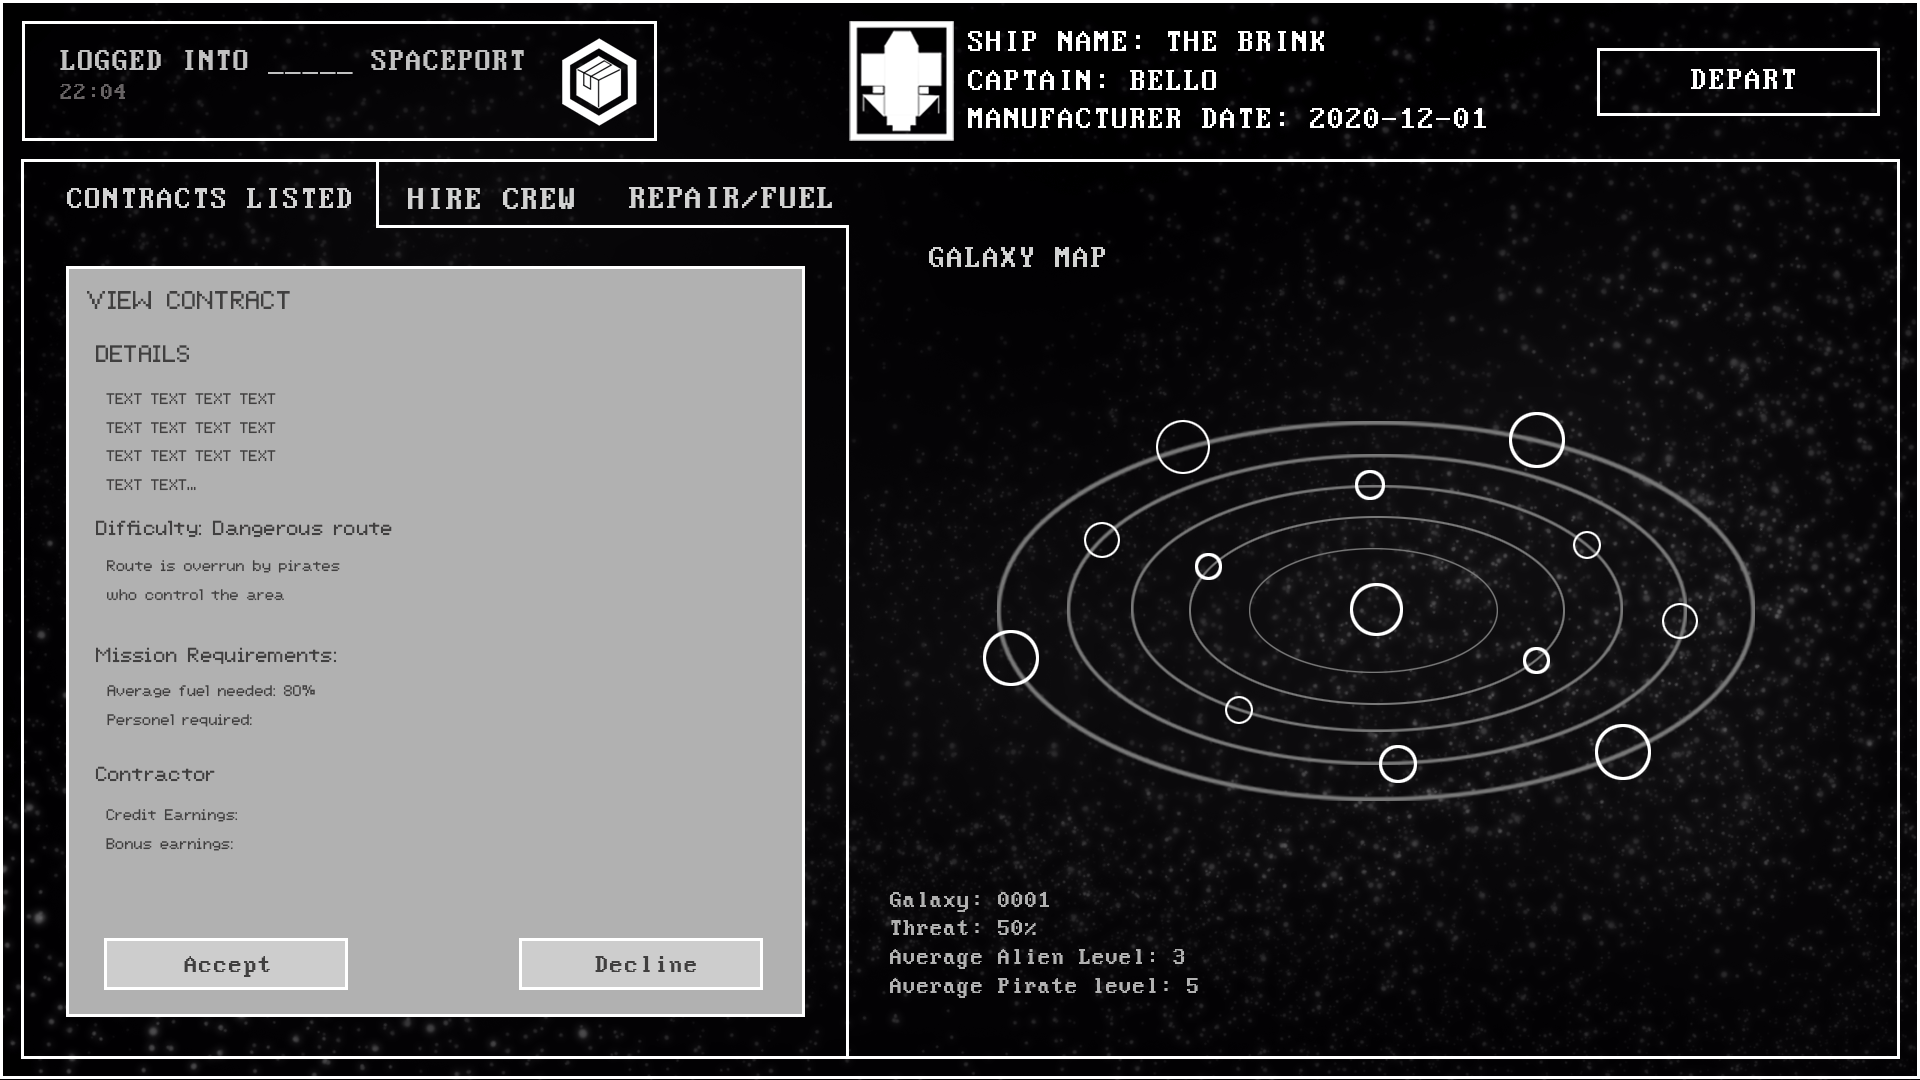 LOGGED INTO _____ SPACEPORT
22:04
SHIP NAME: THE BRINK
CAPTAIN: BELLO
MANUFACTURER DATE: 2020-12-01
DEPART
CONTRACTS LISTED
HIRE CREW
REPAIR/FUEL
VIEW CONTRACT
DETAILS
TEXT TEXT TEXT TEXT
TEXT TEXT TEXT TEXT
TEXT TEXT TEXT TEXT
TEXT TEXT...
Difficulty: Dangerous route
Route is overrun by pirates
who control the area
Mission Requirements:
Average fuel needed: 80%
Personel required:
Contractor
Credit Earnings:
Bonus earnings:
Accept
Decline
GALAXY MAP
Galaxy: 0001
Threat: 50%
Average Alien Level: 3
Average Pirate level: 5